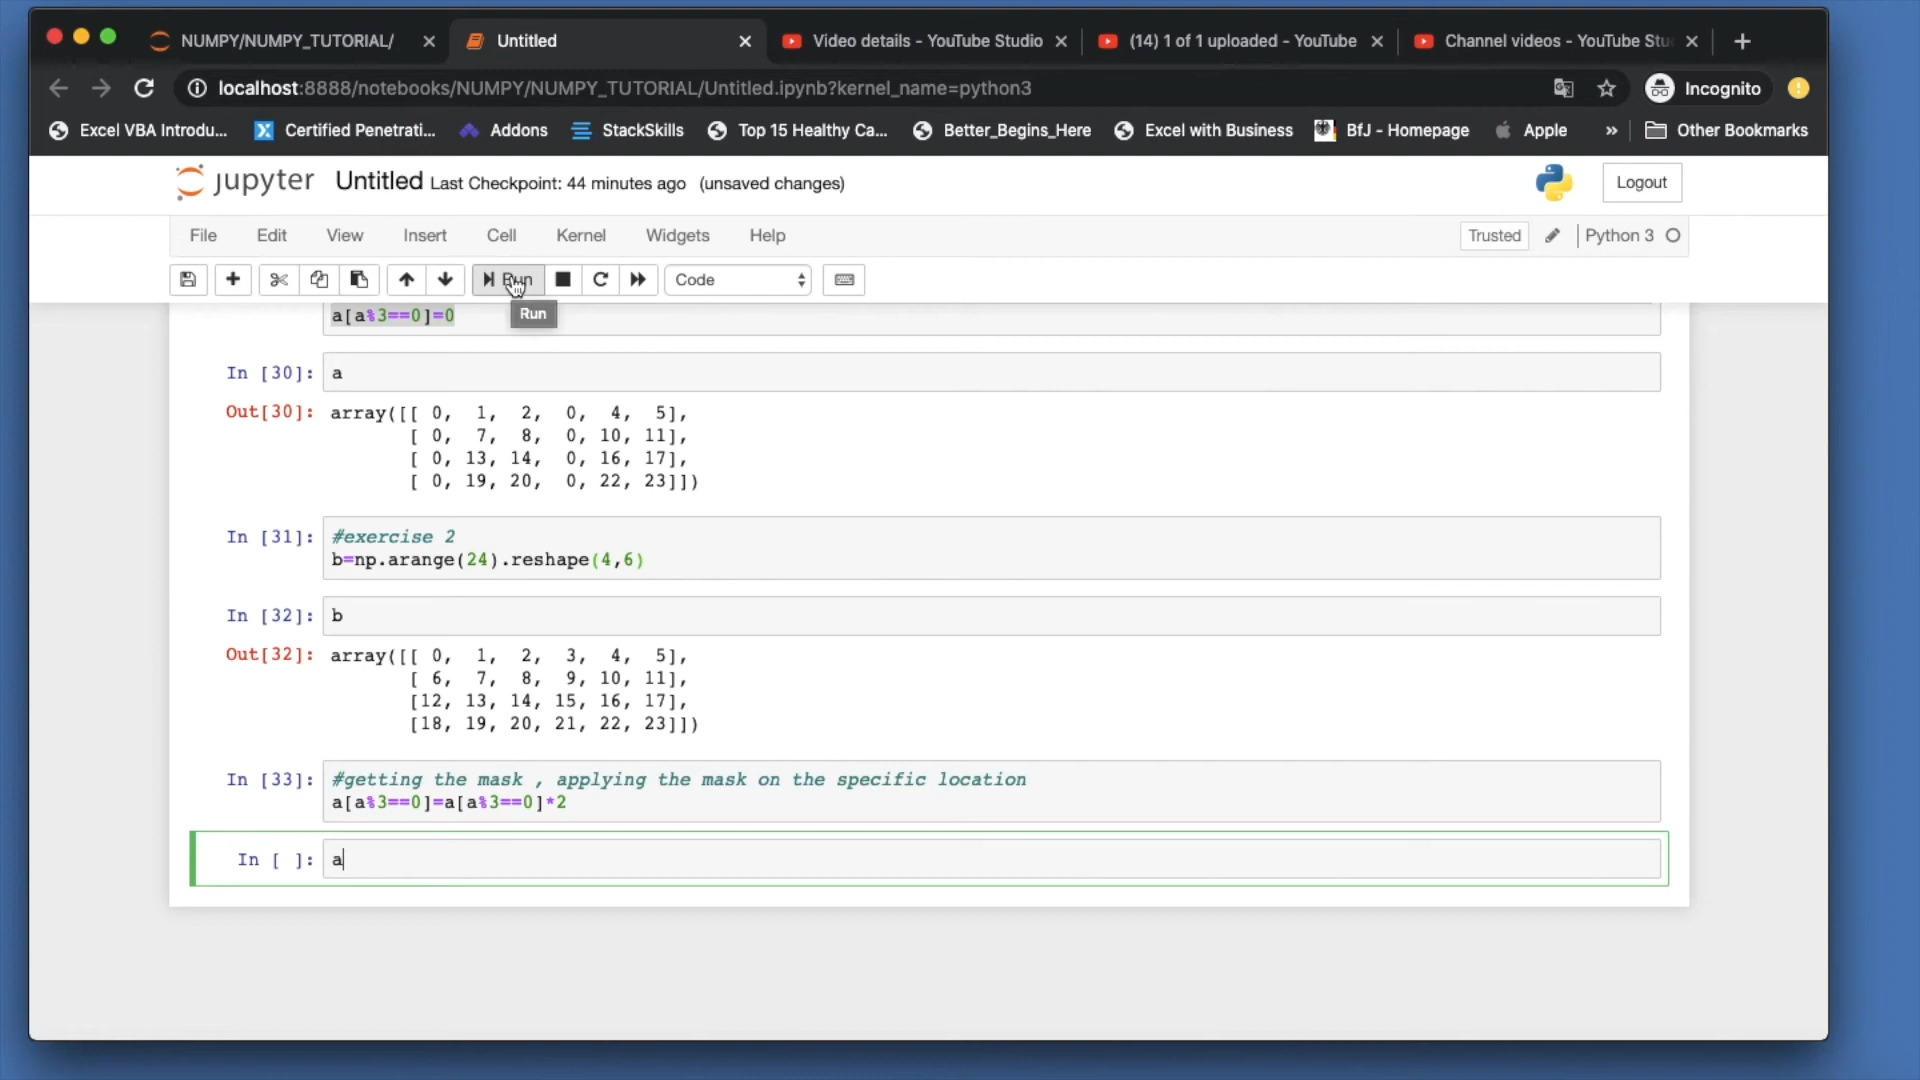 NUMPY/NUMPY_TUTORIAL/
Untitled
Video details - YouTube Studio
(14) 1 of 1 uploaded - YouTube
Channel videos - YouTube Stu
localhost:8888/notebooks/NUMPY/NUMPY_TUTORIAL/Untitled.ipynb?kernel_name=python3
Incognito
Excel VBA Introdu...
Certified Penetrati...
Addons
StackSkills
Top 15 Healthy Ca...
Better_Begins_Here
Excel with Business
BfJ - Homepage
Apple
»
Other Bookmarks
jupyter Untitled Last Checkpoint: 44 minutes ago (unsaved changes)
Logout
File Edit View Insert Cell Kernel Widgets Help
Trusted
Python 3
Run
Code
Run
a[a%3==0]=0
In [30]: a
Out[30]: array([[ 0, 1, 2, 0, 4, 5],
[ 0, 7, 8, 0, 10, 11],
[ 0, 13, 14, 0, 16, 17],
[ 0, 19, 20, 0, 22, 23]])
In [31]: #exercise 2
b=np.arange(24).reshape(4,6)
In [32]: b
Out[32]: array([[ 0, 1, 2, 3, 4, 5],
[ 6, 7, 8, 9, 10, 11],
[12, 13, 14, 15, 16, 17],
[18, 19, 20, 21, 22, 23]])
In [33]: #getting the mask , applying the mask on the specific location
a[a%3==0]=a[a%3==0]*2
In [ ]: a